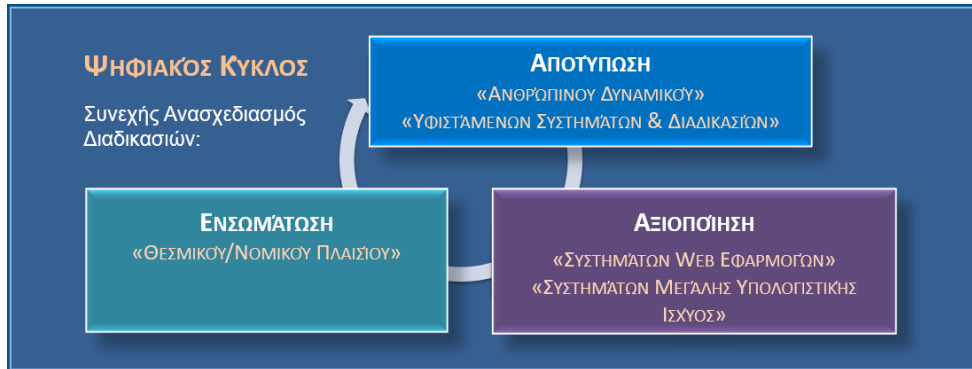 ΨΗΦΙΑΚΌΣ ΚΎΚΛΟΣ
Συνεχής Ανασχεδιασμός
Διαδικασιών:
ΑΠΟΤΎΠΩΣΗ
«ΑΝΘΡΏΠΙΝΟΥ ΔΥΝΑΜΙΚΟΎ»
«ΥΦΙΣΤΆΜΕΝΩΝ ΣΥΣΤΗΜΆΤΩΝ & ΔΙΑΔΙΚΑΣΙΏΝ»
ΕΝΣΩΜΆΤΩΣΗ
«ΘΕΣΜΙΚΟΎ/ΝΟΜΙΚΟΎ ΠΛΑΙΣΊΟΥ»
ΑΞΙΟΠΟΊΗΣΗ
«ΣΥΣΤΗΜΆΤΩΝ WEB ΕΦΑΡΜΟΓΏΝ»
«ΣΥΣΤΗΜΆΤΩΝ ΜΕΓΆΛΗΣ ΥΠΟΛΟΓΙΣΤΙΚΉΣ
ΙΣΧΥΟΣ»